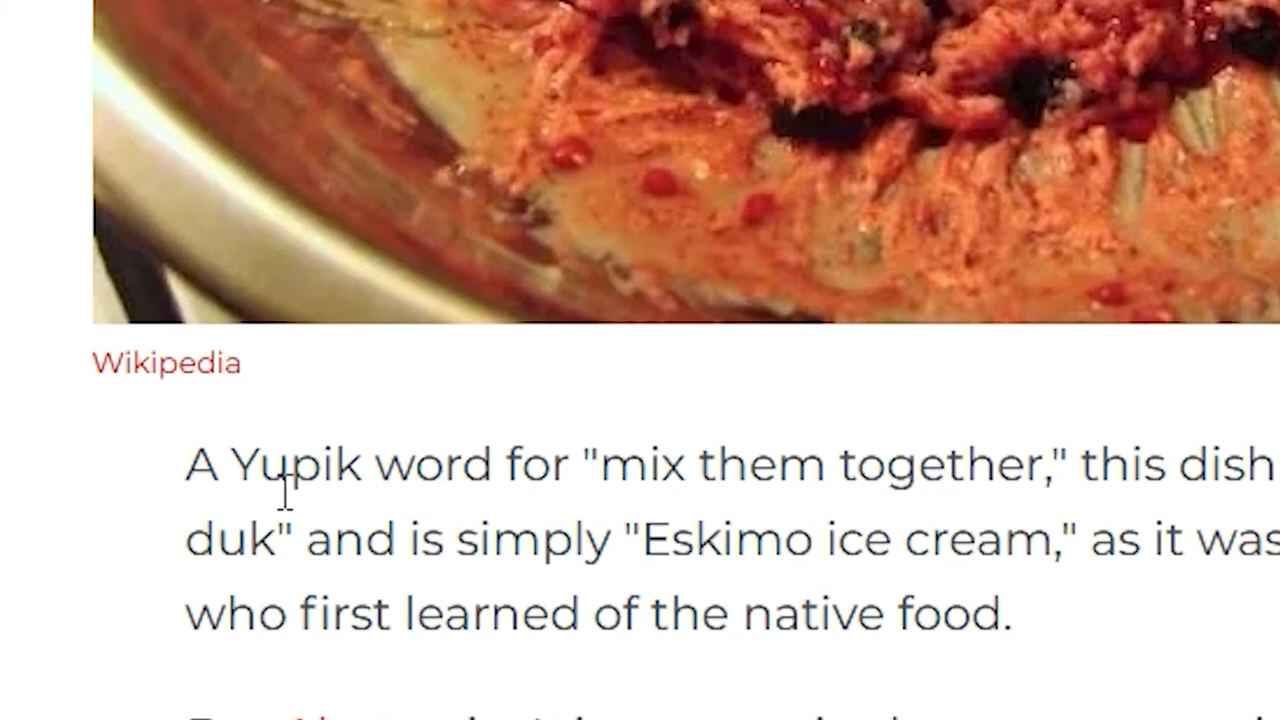 Wikipedia
A Yupik word for "mix them together," this dish
duk" and is simply "Eskimo ice cream," as it was
who first learned of the native food.